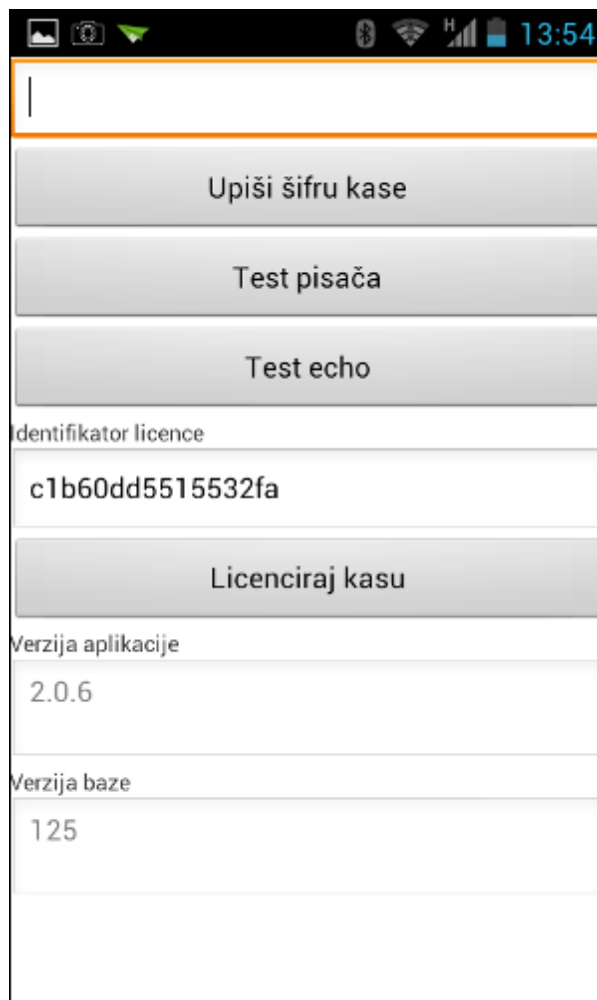 H 13:54
Upiši šifru kase
Test pisača
Test echo
Identifikator licence
c1b60dd5515532fa
Licenciraj kasu
Verzija aplikacije
2.0.6
Verzija baze
125